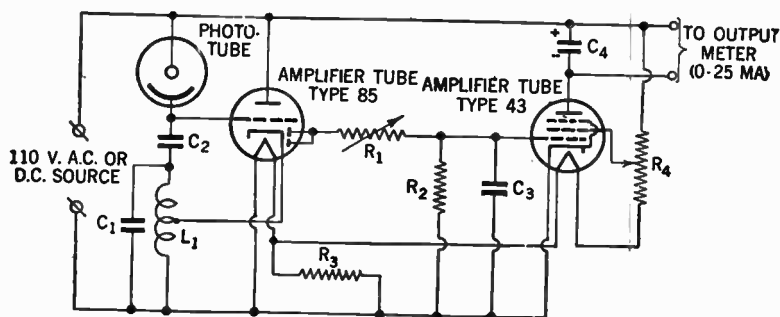 PHOTO-
TUBE
AMPLIFIER TUBE
TYPE 85
AMPLIFIER TUBE
TYPE 43
+
-
C4
TO OUTPUT
METER
(0-25 MA)
C2
R1
110 V. A.C. OR
D.C. SOURCE
C1
L1
R2
C3
R4
R3